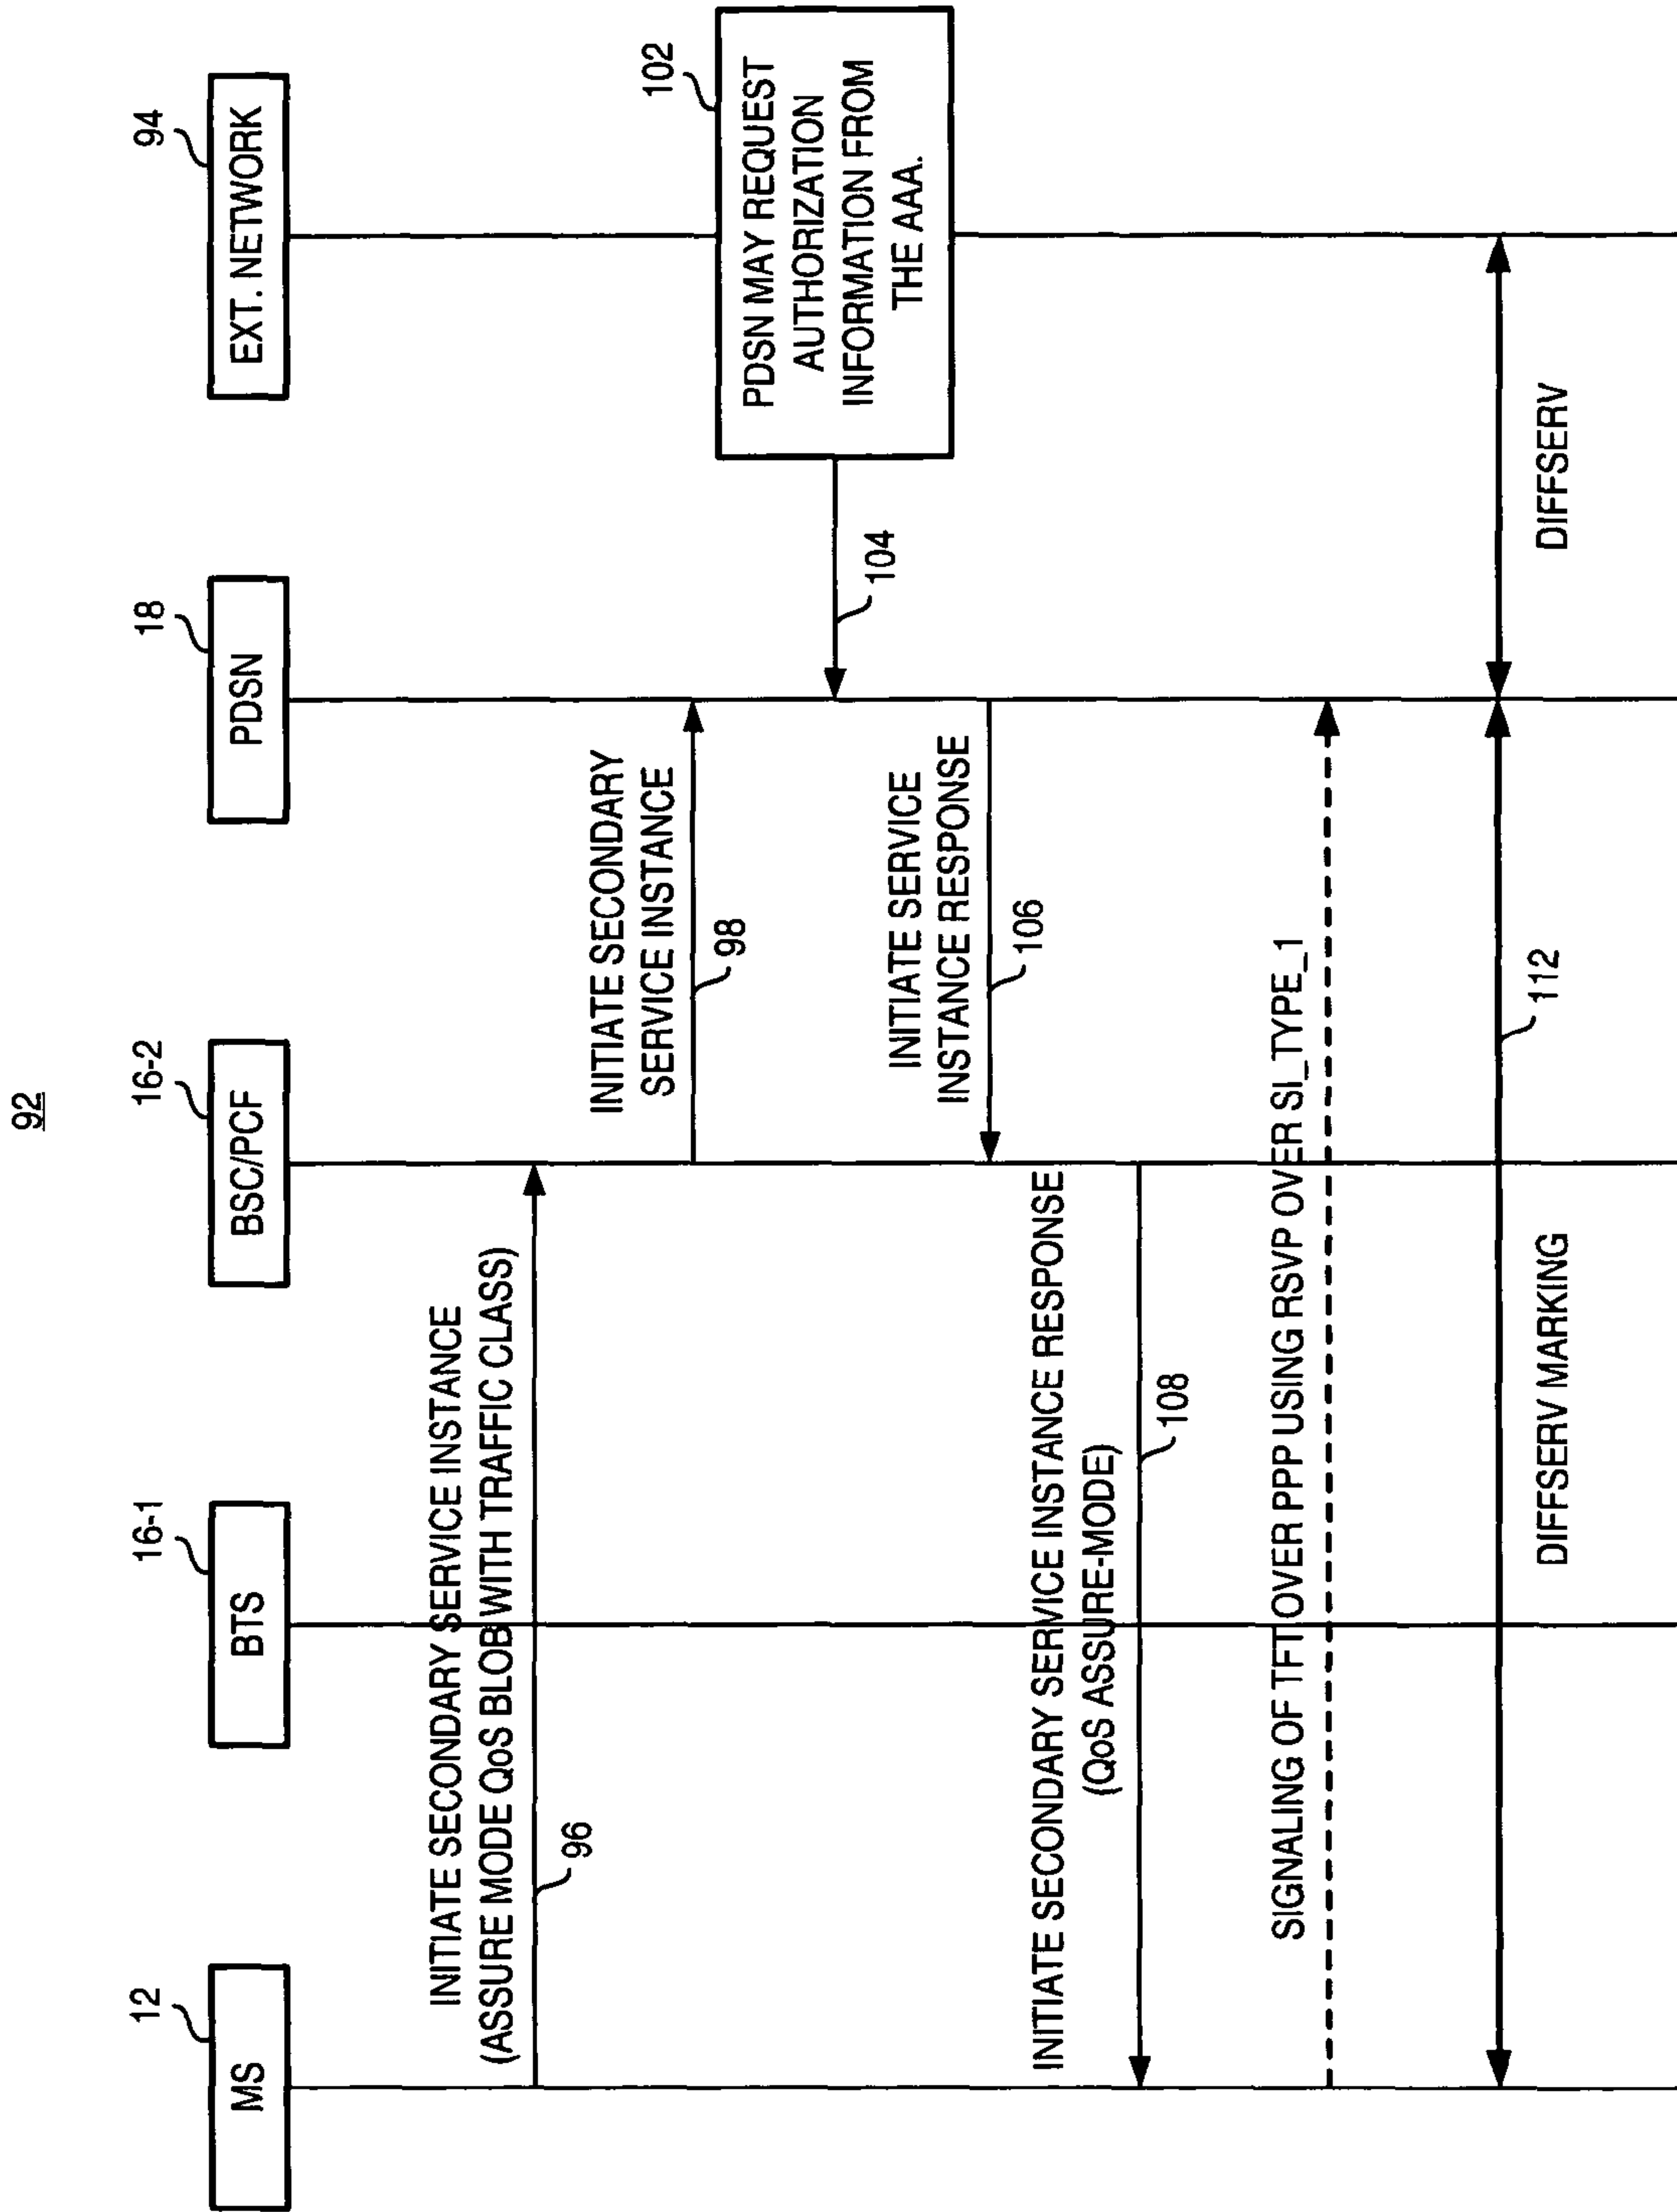 92
12
16-1
16-2
18
94
MS
BTS
BSC/PCF
PDSN
EXT. NETWORK
INITIATE SECONDARY SERVICE INSTANCE
(ASSURE MODE QoS BLOB WITH TRAFFIC CLASS)
96
INITIATE SECONDARY
SERVICE INSTANCE
98
102
PDSN MAY REQUEST
AUTHORIZATION
INFORMATION FROM
THE AAA.
104
INITIATE SERVICE
INSTANCE RESPONSE
106
INITIATE SECONDARY SERVICE INSTANCE RESPONSE
(QoS ASSURE-MODE)
108
SIGNALING OF TFT OVER PPP USING RSVP OVER SI_TYPE_1
112
DIFFSERV MARKING
DIFFSERV